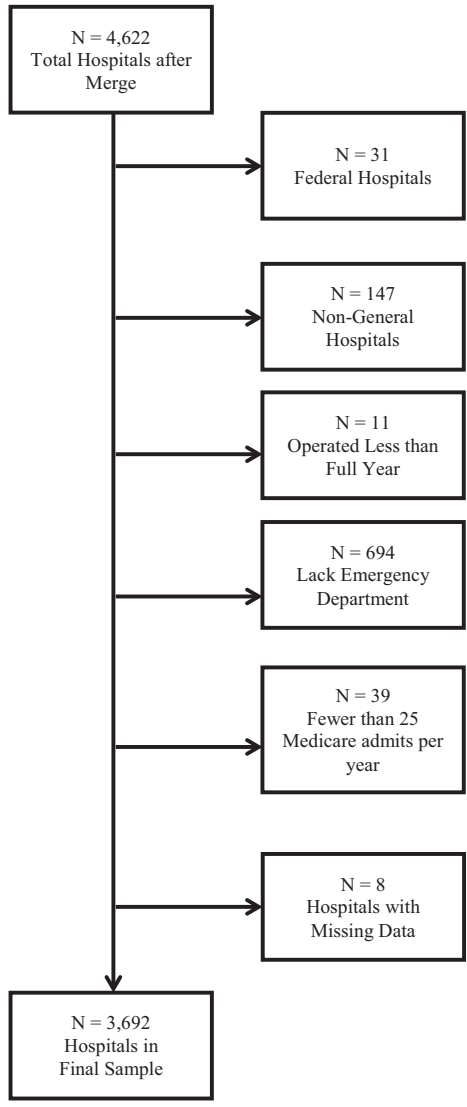 N = 4,622
Total Hospitals after
Merge
N = 31
Federal Hospitals
N = 147
Non-General
Hospitals
N = 11
Operated Less than
Full Year
N = 694
Lack Emergency
Department
N = 39
Fewer than 25
Medicare admits per
year
N = 8
Hospitals with
Missing Data
N = 3,692
Hospitals in
Final Sample